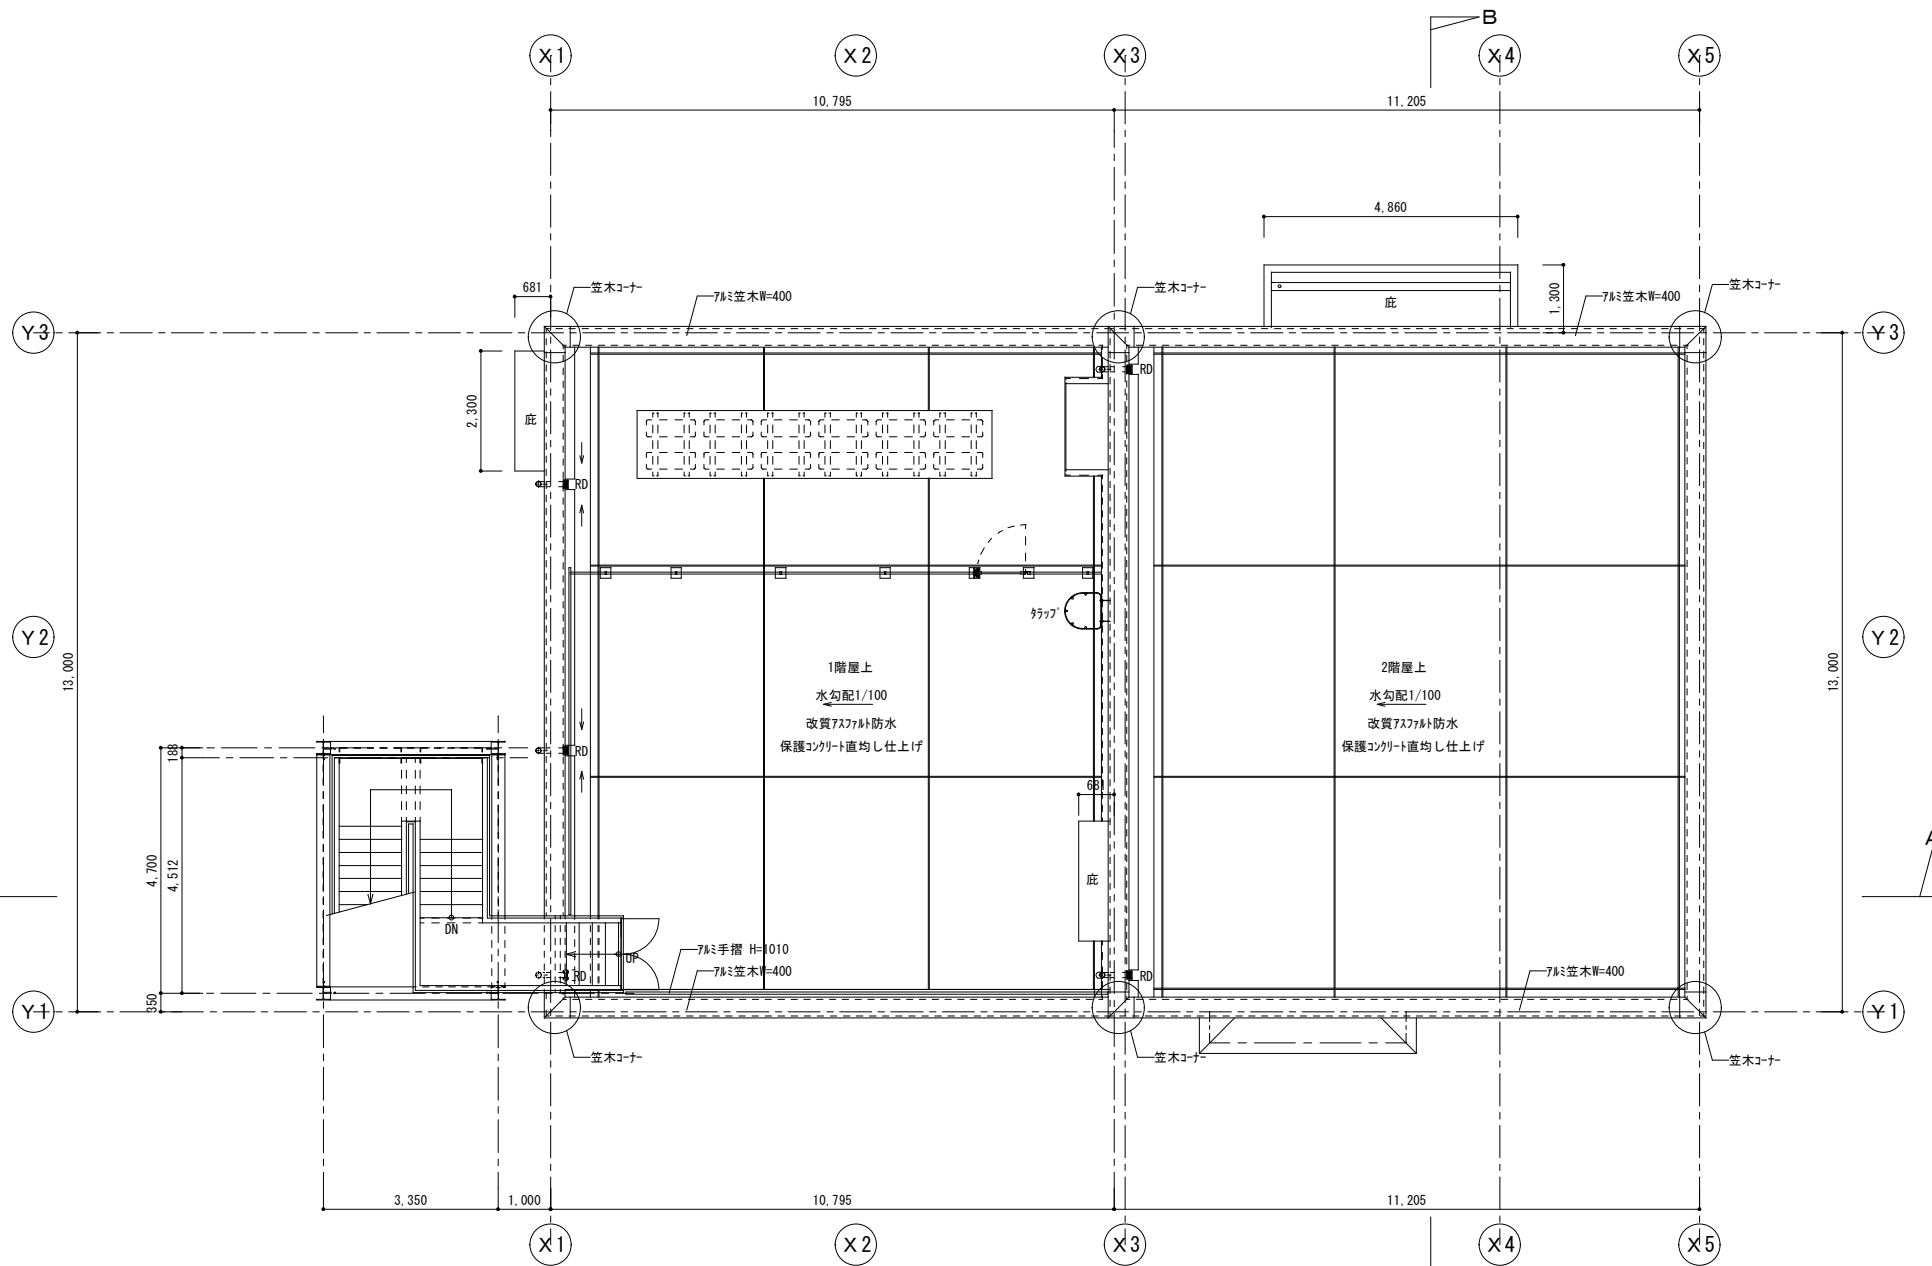 B
X1
X2
X3
X4
X5
10,795
11,205
4,860
681
笠木コーナー
アルミ笠木W=400
笠木コーナー
1,300
アルミ笠木W=400
笠木コーナー
庇
Y3
Y3
2,300
庇
RD
RD
タラップ
Y2
Y2
13,000
13,000
1階屋上
水勾配1/100
改質アスファルト防水
保護コンクリート直均し仕上げ
2階屋上
水勾配1/100
改質アスファルト防水
保護コンクリート直均し仕上げ
RD
188
681
4,700
4,512
庇
A
DN
UP
アルミ手摺 H=1010
アルミ笠木W=400
RD
RD
アルミ笠木W=400
350
Y1
Y1
笠木コーナー
笠木コーナー
笠木コーナー
3,350
1,000
10,795
11,205
X1
X2
X3
X4
X5